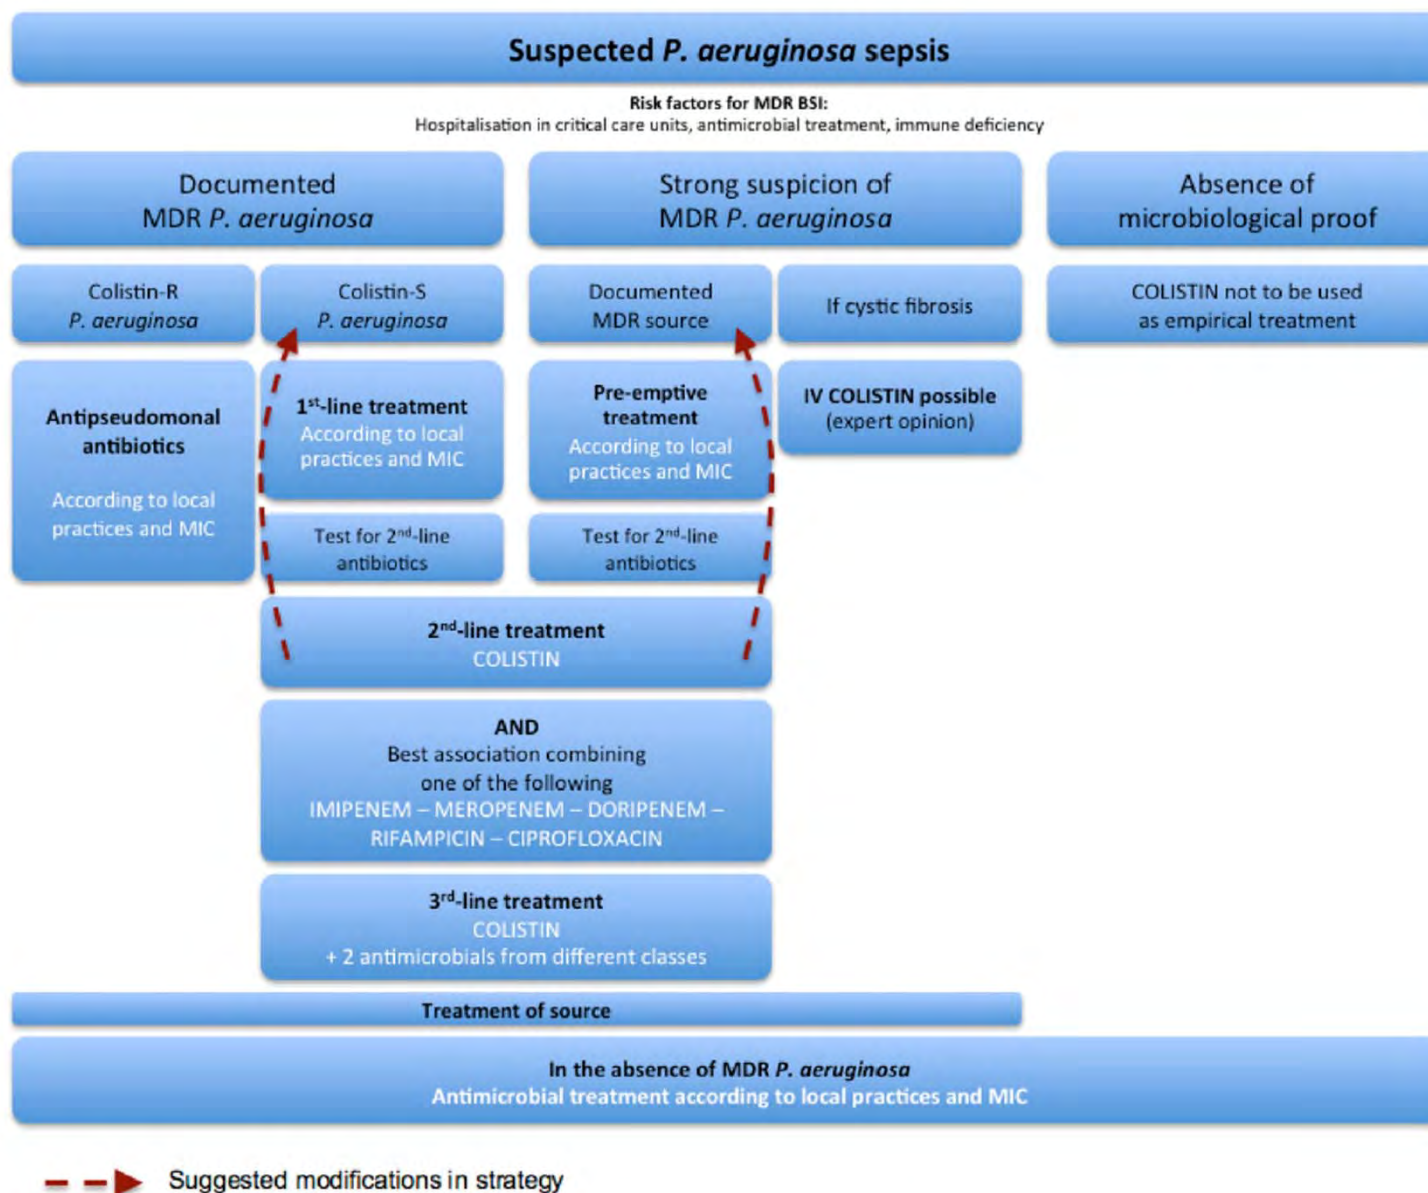 Suspected P. aeruginosa sepsis
Risk factors for MDR BSI:
Hospitalisation in critical care units, antimicrobial treatment, immune deficiency
Documented
MDR P. aeruginosa
Strong suspicion of
MDR P. aeruginosa
Absence of
microbiological proof
Colistin-R
P. aeruginosa
Colistin-S
P. aeruginosa
Documented
MDR source
If cystic fibrosis
COLISTIN not to be used
as empirical treatment
Antipseudomonal
antibiotics
According to local
practices and MIC
1st-line treatment
According to local
practices and MIC
Pre-emptive
treatment
According to local
practices and MIC
IV COLISTIN possible
(expert opinion)
Test for 2nd-line
antibiotics
Test for 2nd-line
antibiotics
2nd-line treatment
COLISTIN
AND
Best association combining
one of the following
IMIPENEM – MEROPENEM – DORIPENEM –
RIFAMPICIN – CIPROFLOXACIN
3rd-line treatment
COLISTIN
+ 2 antimicrobials from different classes
Treatment of source
In the absence of MDR P. aeruginosa
Antimicrobial treatment according to local practices and MIC
Suggested modifications in strategy